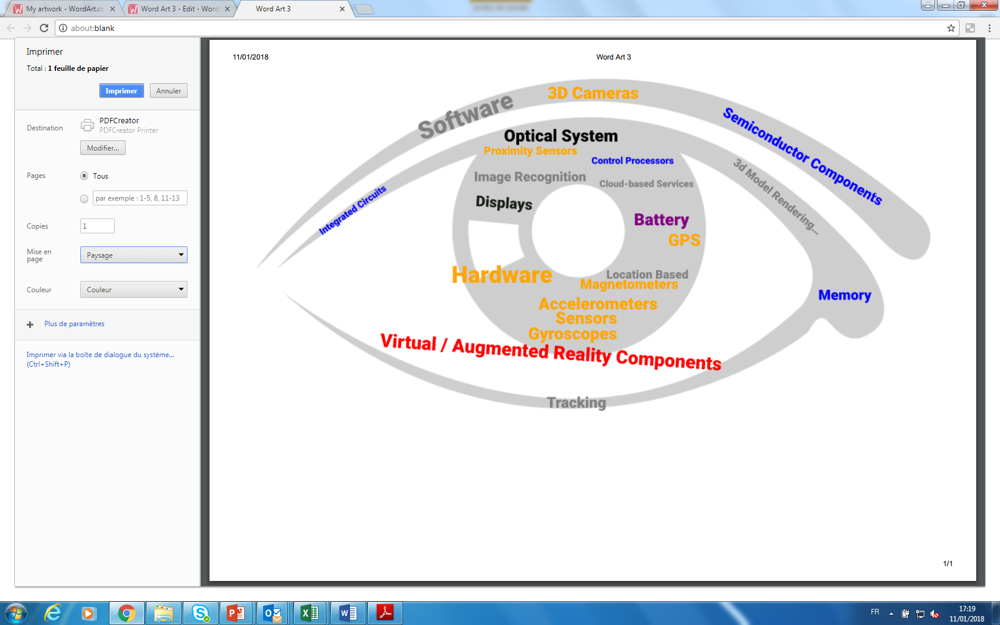 My artwork - WordArt.co
Word Art 3 - Edit - Word
Word Art 3
about:blank
Imprimer
Total : 1 feuille de papier
Imprimer
Annuler
Destination
PDFCreator
PDFCreator Printer
Modifier...
Pages
Tous
par exemple : 1-5, 8, 11-13
Copies
1
Mise en
page
Paysage
Couleur
Couleur
Plus de paramètres
Imprimer via la boîte de dialogue du système...
(Ctrl+Shift+P)
11/01/2018
Word Art 3
3D Cameras
Software
Semiconductor Components
Optical System
Proximity Sensors
Control Processors
3d Model Rendering...
Image Recognition
Cloud-based Services
Integrated Circuits
Displays
Battery
GPS
Hardware
Location Based
Magnetometers
Memory
Accelerometers
Sensors
Gyroscopes
Virtual / Augmented Reality Components
Tracking
1/1
FR
17:19
11/01/2018